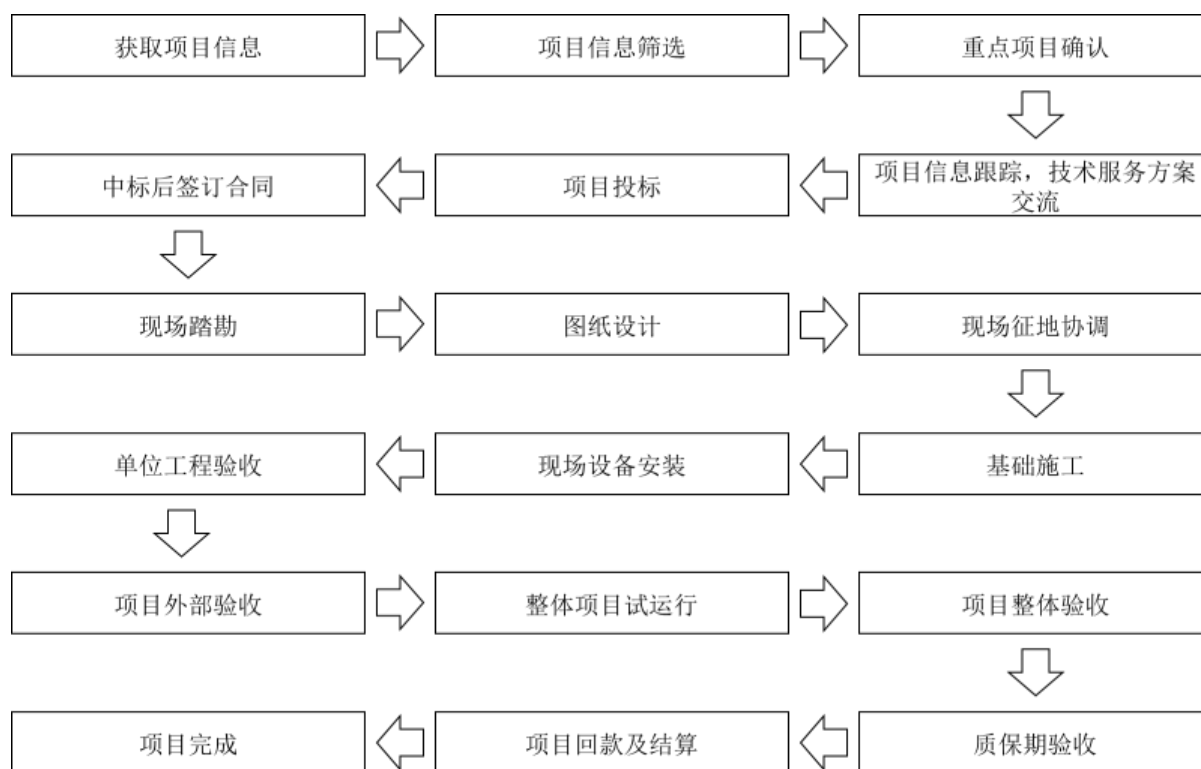 获取项目信息
项目信息筛选
重点项目确认
项目信息跟踪，技术服务方案
交流
项目投标
中标后签订合同
现场踏勘
图纸设计
现场征地协调
基础施工
现场设备安装
单位工程验收
项目外部验收
整体项目试运行
项目整体验收
质保期验收
项目回款及结算
项目完成